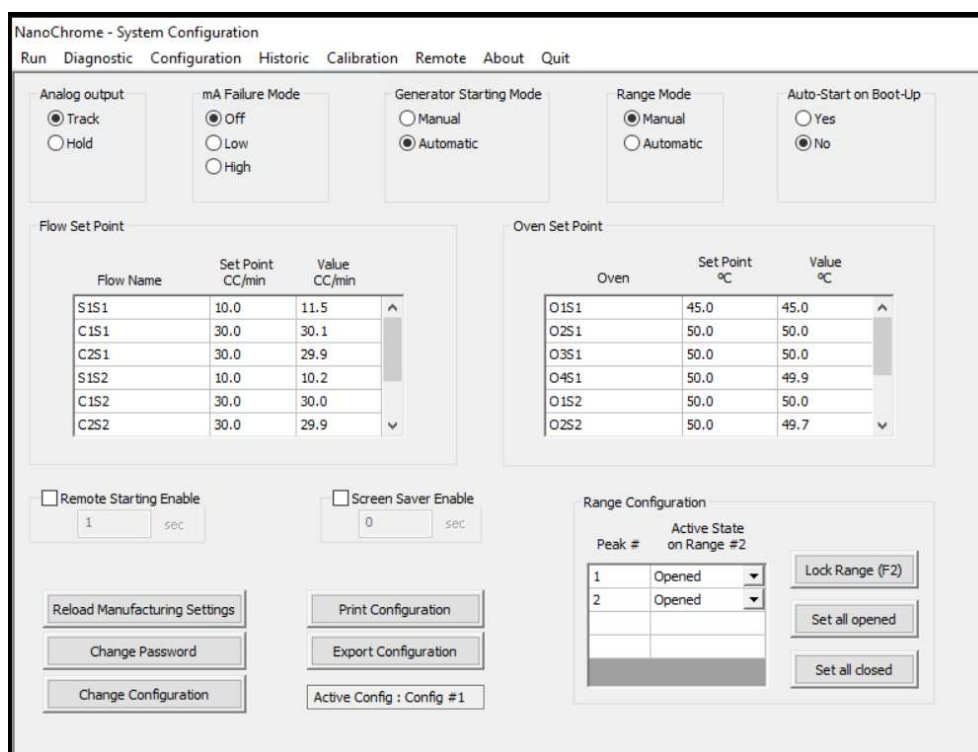 NanoChrome - System Configuration
Run Diagnostic Configuration Historic Calibration Remote About Quit
Analog output
Track
Hold
mA Failure Mode
Off
Low
High
Generator Starting Mode
Manual
Automatic
Range Mode
Manual
Automatic
Auto-Start on Boot-Up
Yes
No
Flow Set Point
Flow Name Set Point CC/min Value CC/min
S1S1 10.0 11.5
C1S1 30.0 30.1
C2S1 30.0 29.9
S1S2 10.0 10.2
C1S2 30.0 30.0
C2S2 30.0 29.9
Oven Set Point
Oven Set Point ºC Value ºC
O1S1 45.0 45.0
O2S1 50.0 50.0
O3S1 50.0 50.0
O4S1 50.0 49.9
O1S2 50.0 50.0
O2S2 50.0 49.7
Remote Starting Enable
1 sec
Screen Saver Enable
0 sec
Reload Manufacturing Settings
Change Password
Change Configuration
Print Configuration
Export Configuration
Active Config : Config #1
Range Configuration
Peak # Active State on Range #2
1 Opened
2 Opened
Lock Range (F2)
Set all opened
Set all closed